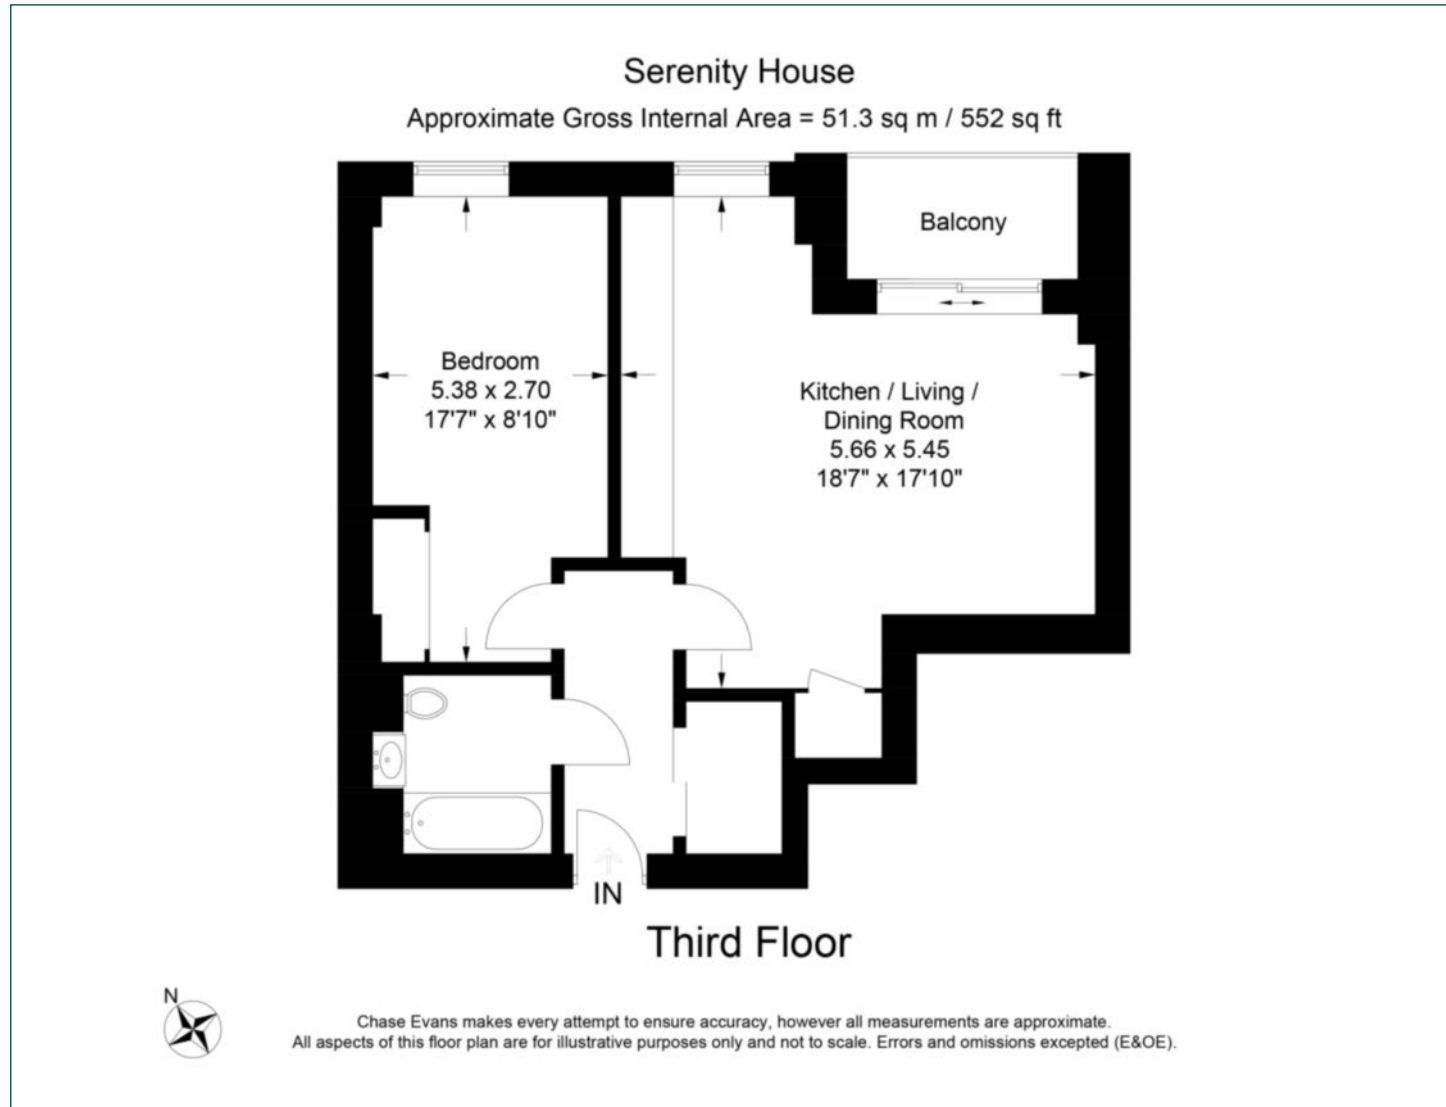 Serenity House
Approximate Gross Internal Area = 51.3 sq m / 552 sq ft
Balcony
Bedroom
5.38 x 2.70
17'7" x 8'10"
Kitchen / Living /
Dining Room
5.66 x 5.45
18'7" x 17'10"
IN
Third Floor
N
Chase Evans makes every attempt to ensure accuracy, however all measurements are approximate.
All aspects of this floor plan are for illustrative purposes only and not to scale. Errors and omissions excepted (E&OE).